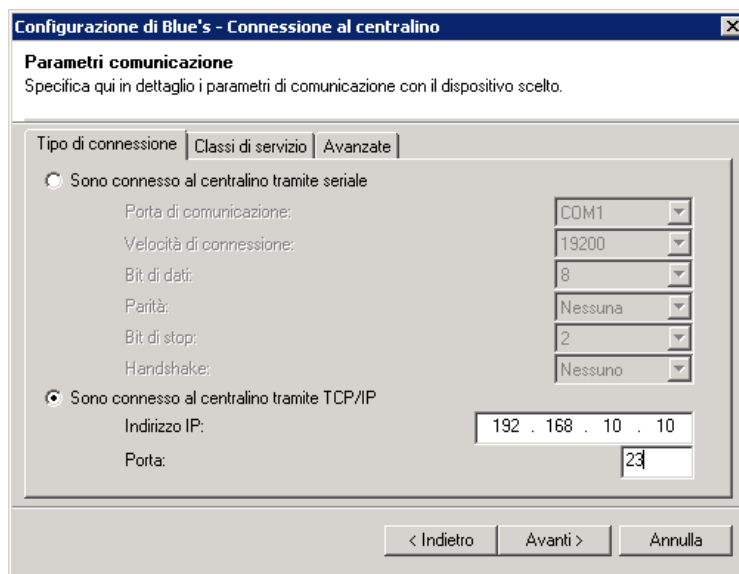 Configurazione di Blue's - Connessione al centralino
Parametri comunicazione
Specifica qui in dettaglio i parametri di comunicazione con il dispositivo scelto.
Tipo di connessione Classi di servizio Avanzate
Sono connesso al centralino tramite seriale
Porta di comunicazione: COM1
Velocità di connessione: 19200
Bit di dati: 8
Parità: Nessuna
Bit di stop: 2
Handshake: Nessuno
Sono connesso al centralino tramite TCP/IP
Indirizzo IP: 192 . 168 . 10 . 10
Porta: 23
< Indietro Avanti > Annulla